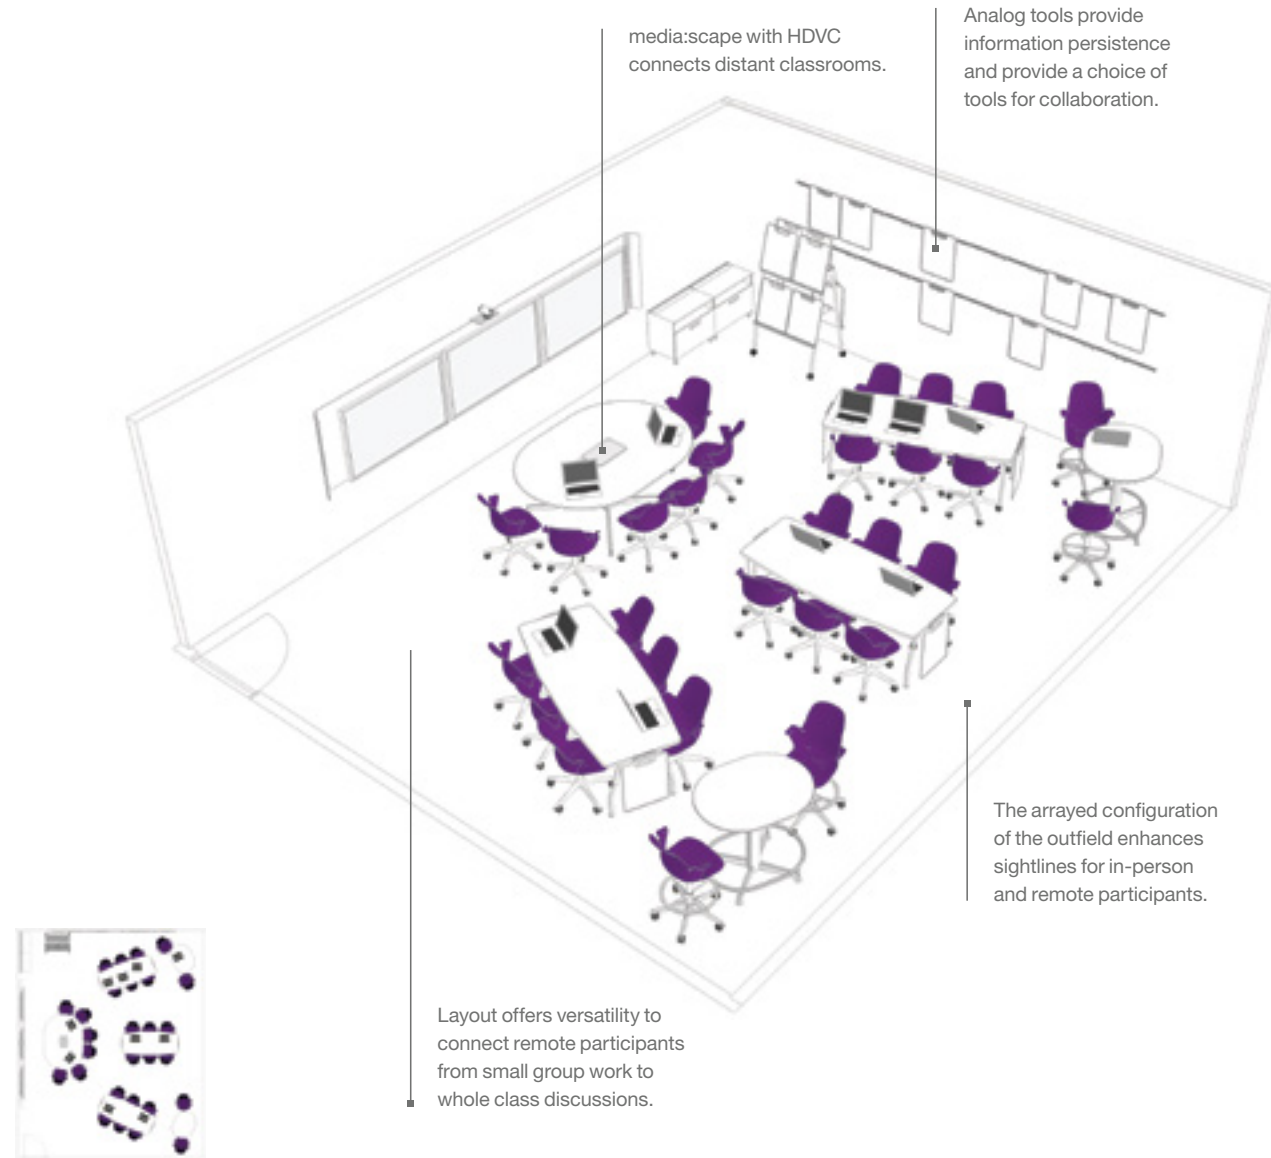 media:scape with HDVC
connects distant classrooms.
Analog tools provide
information persistence
and provide a choice of
tools for collaboration.
The arrayed configuration
of the outfield enhances
sightlines for in-person
and remote participants.
Layout offers versatility to
connect remote participants
from small group work to
whole class discussions.